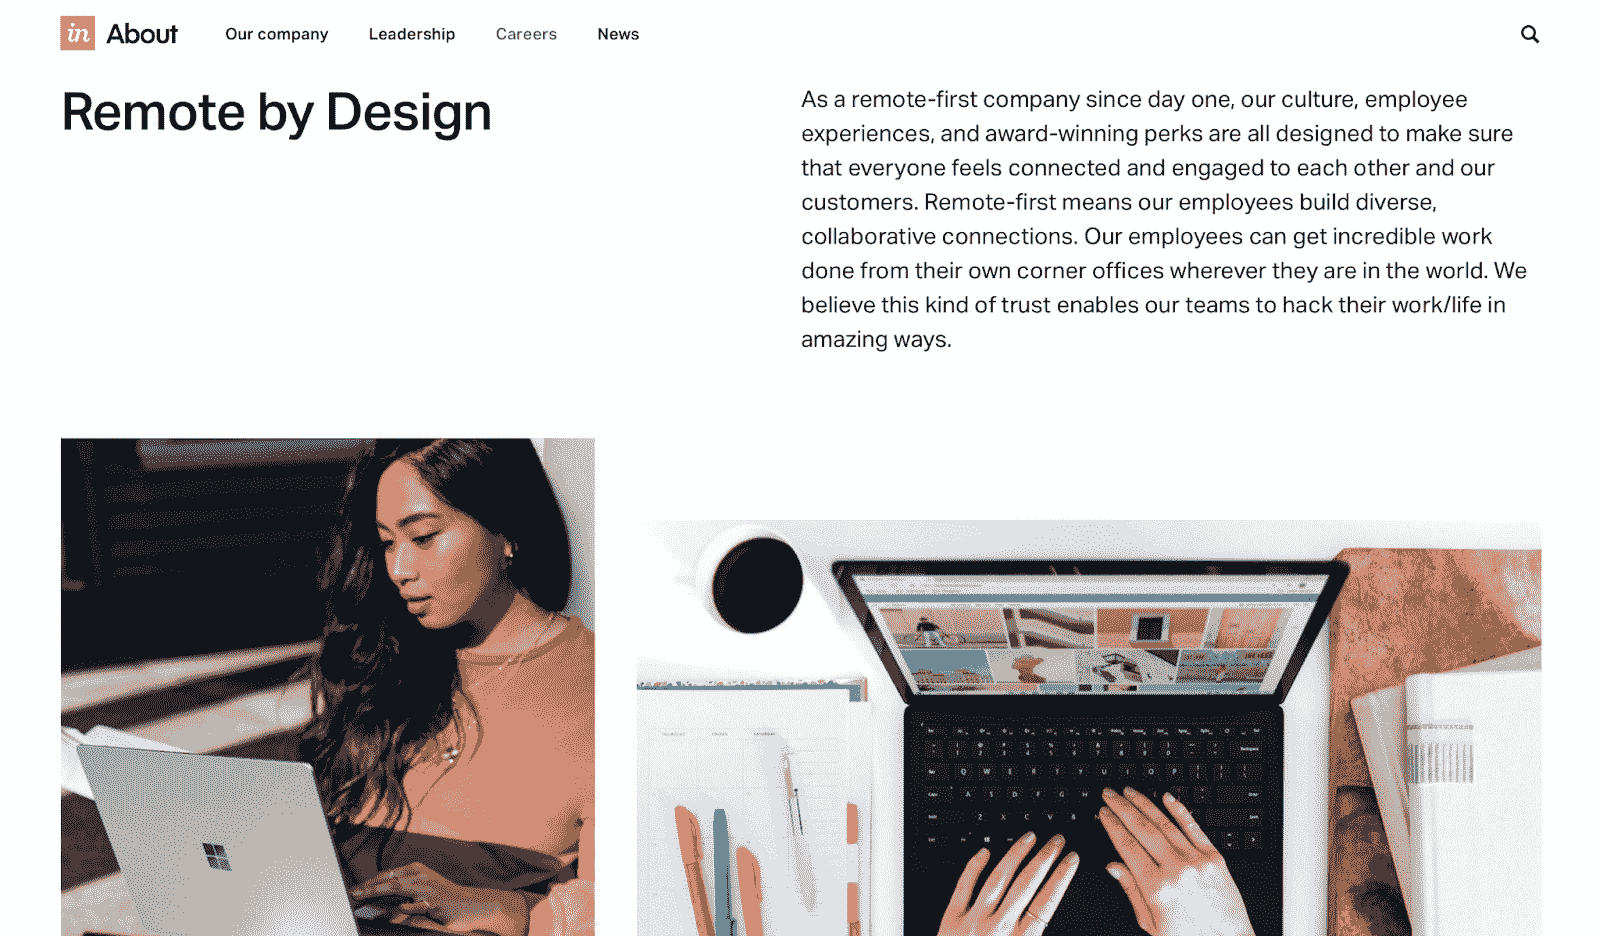 in About Our company Leadership Careers News
Remote by Design
As a remote-first company since day one, our culture, employee
experiences, and award-winning perks are all designed to make sure
that everyone feels connected and engaged to each other and our
customers. Remote-first means our employees build diverse,
collaborative connections. Our employees can get incredible work
done from their own corner offices wherever they are in the world. We
believe this kind of trust enables our teams to hack their work/life in
amazing ways.